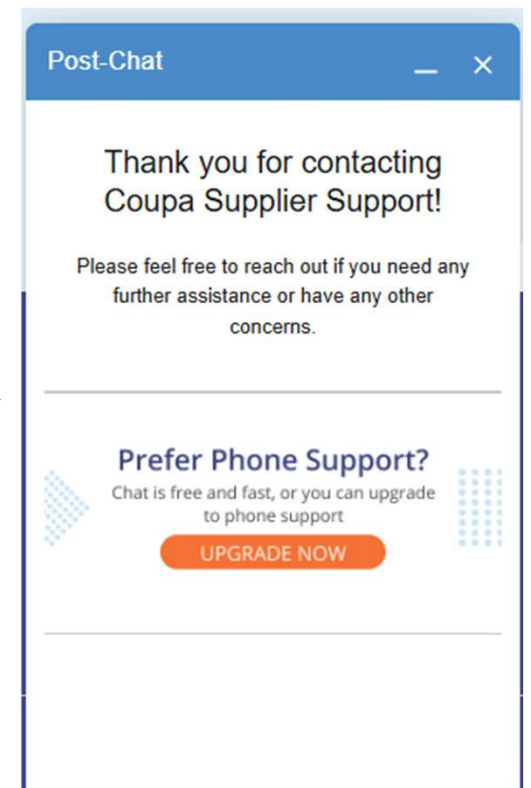 Post-Chat
Thank you for contacting
Coupa Supplier Support!
Please feel free to reach out if you need any
further assistance or have any other
concerns.
Prefer Phone Support?
Chat is free and fast, or you can upgrade
to phone support
UPGRADE NOW